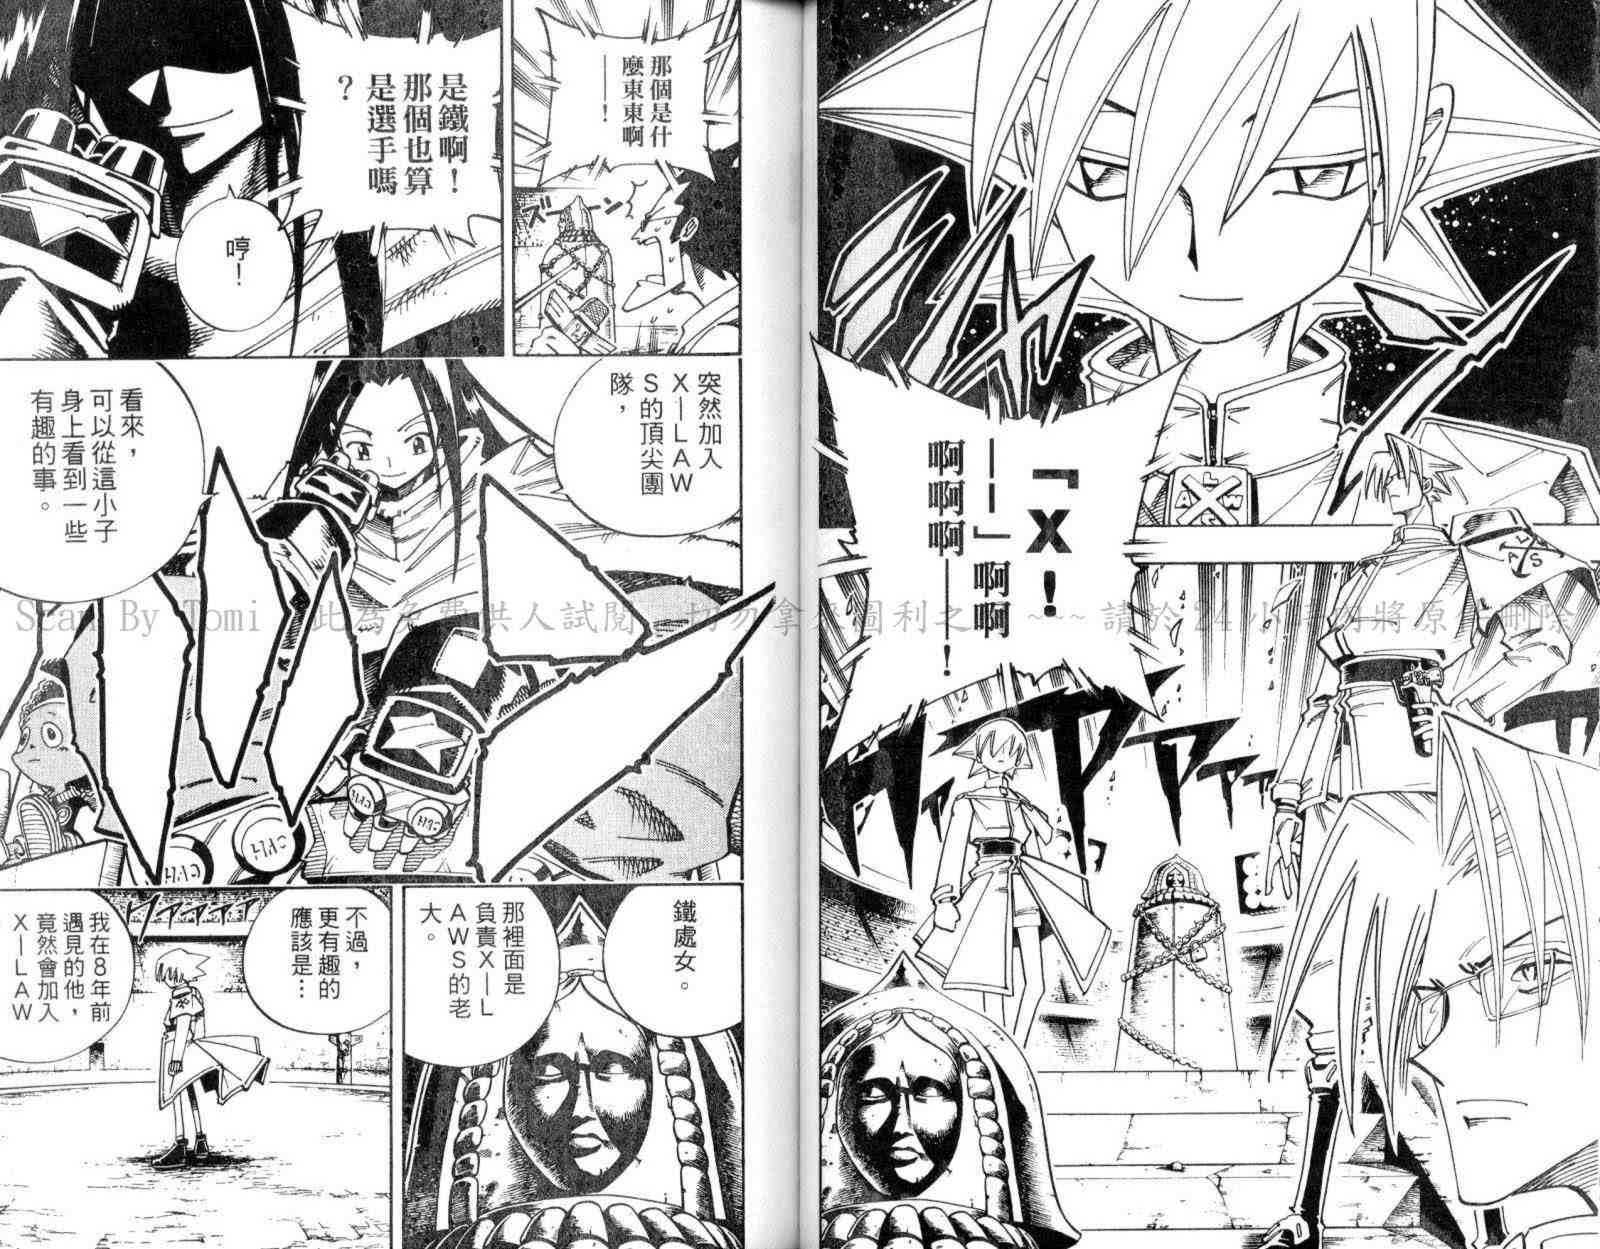 「X!
——」啊啊
啊啊啊——!
那個是什
麼東東啊
——!
是鐵啊!
那個也算
是選手嗎
?
哼!
突然加入
X-LAW
S的頂尖團
隊,
看來,
可以從這小子
身上看到一些
有趣的事。
鐵處女。
那裡面是
負責X-L
AWS的老
大。
不過,
更有趣的
應該是…
我在8年前
遇見的他,
竟然會加入
X-LAW
Scan By Tomi